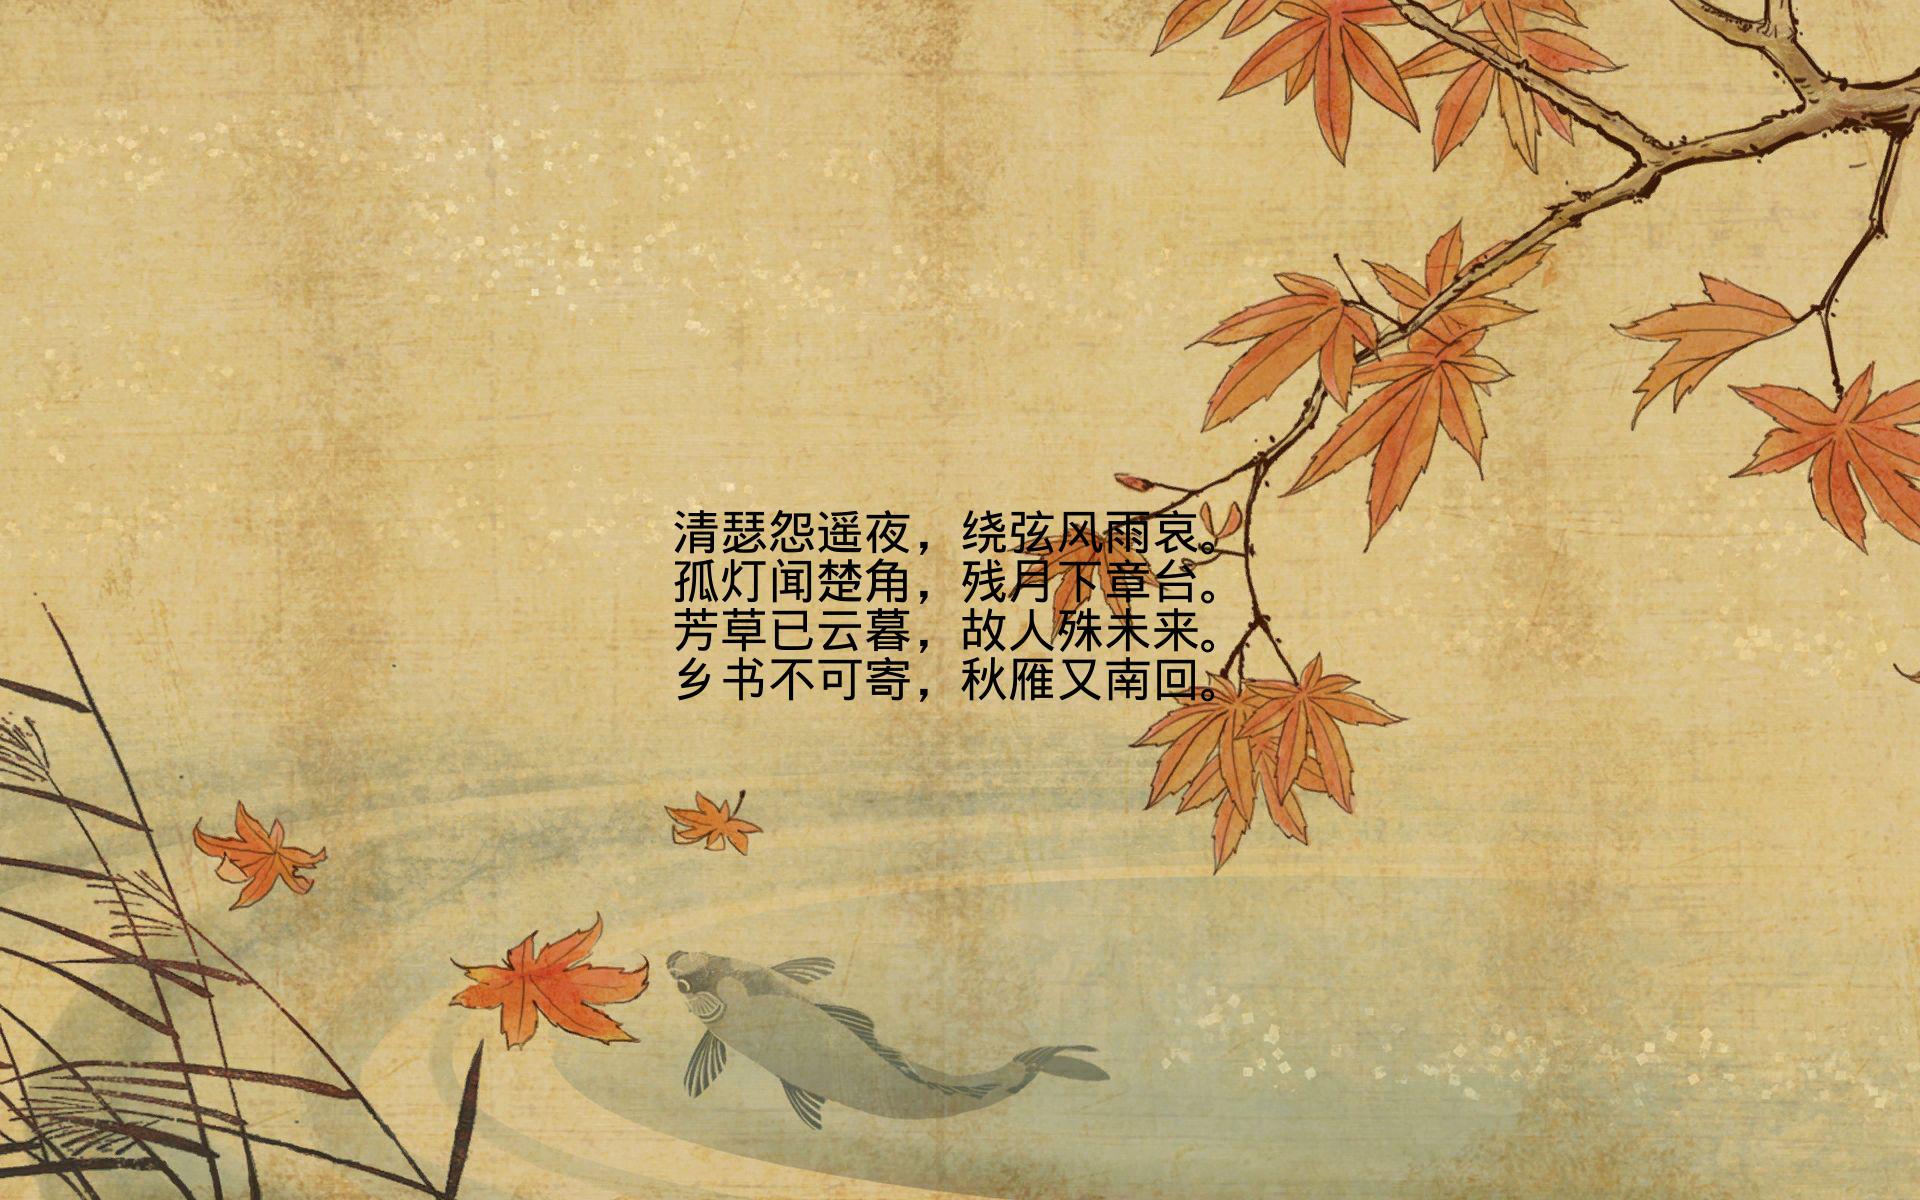 清瑟怨遥夜，绕弦风雨哀。
孤灯闻楚角，残月下章台。
芳草已云暮，故人殊未来。
乡书不可寄，秋雁又南回。